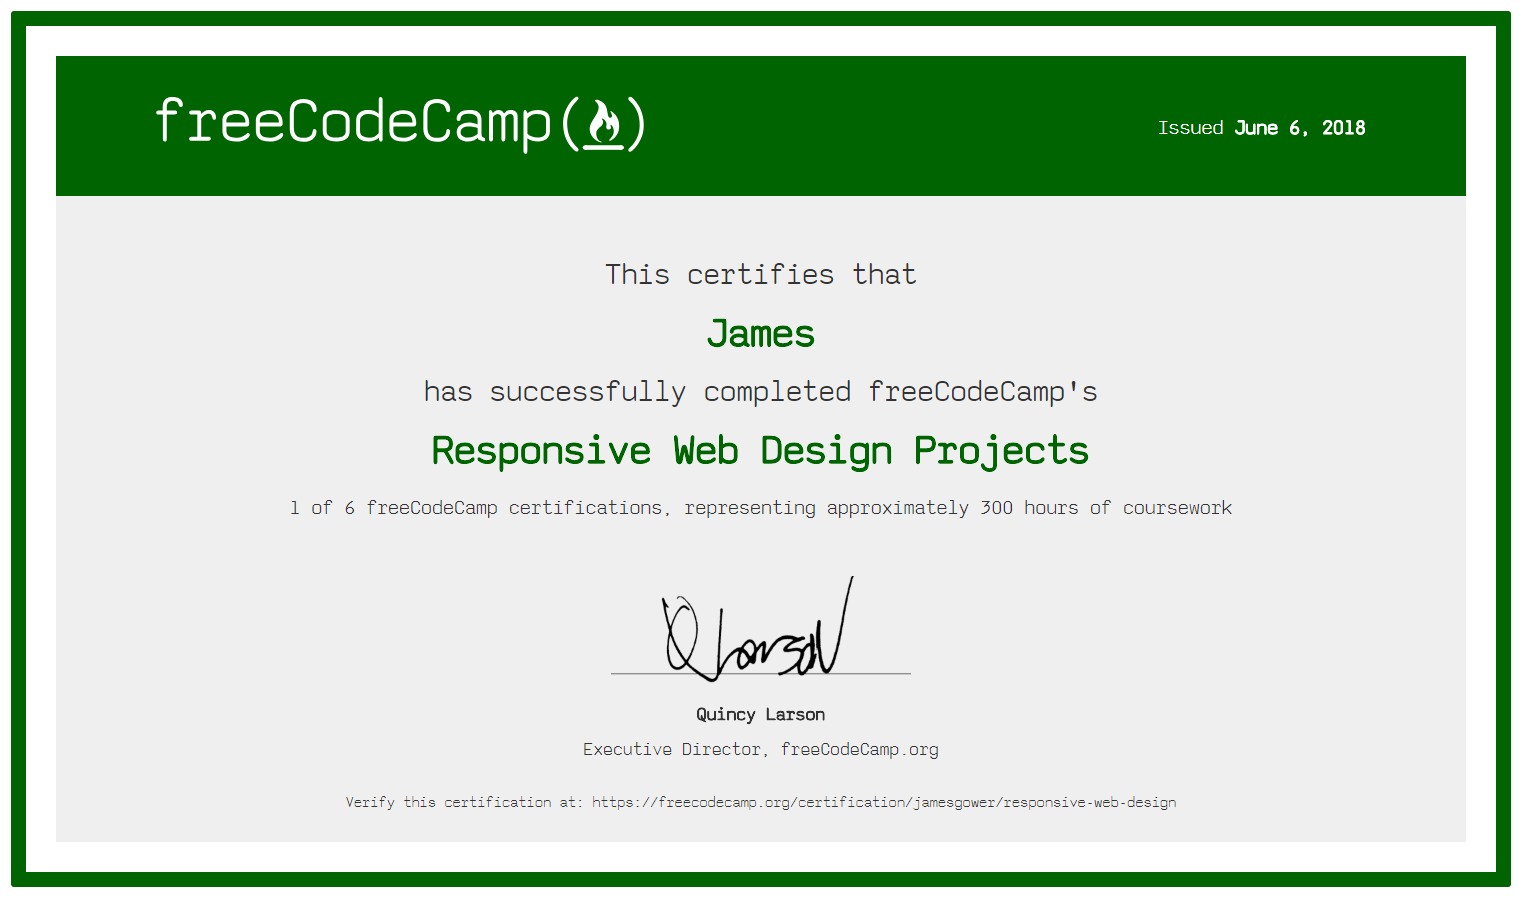 freeCodeCamp(🔥)
Issued June 6, 2018
This certifies that
James
has successfully completed freeCodeCamp's
Responsive Web Design Projects
1 of 6 freeCodeCamp certifications, representing approximately 300 hours of coursework
Q Larson
Quincy Larson
Executive Director, freeCodeCamp.org
Verify this certification at: https://freecodecamp.org/certification/jamesgower/responsive-web-design